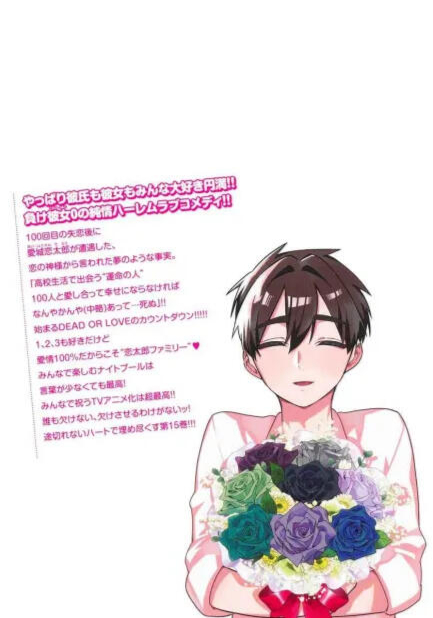 やっぱり彼氏も彼女もみんな大好き円満!!
負け彼女0の純情ハーレムラブコメディ!!
100回目の失恋後に
愛城恋太郎が遭遇した、
恋の神様から言われた夢のような事実。
「高校生活で出会う“運命の人”
100人と愛し合って幸せにならなければ
なんやかんや(中略)あって…死ぬ」!!
始まるDEAD OR LOVEのカウントダウン!!!!!
1、2、3も好きだけど
愛情100%だからこそ“恋太郎ファミリー”♥
みんなで楽しむナイトプールは
言葉が少なくても最高!
みんなで祝うTVアニメ化は超最高!!
誰も欠けない、欠けさせるわけがないッ!
途切れないハートで埋め尽くす第15巻!!!